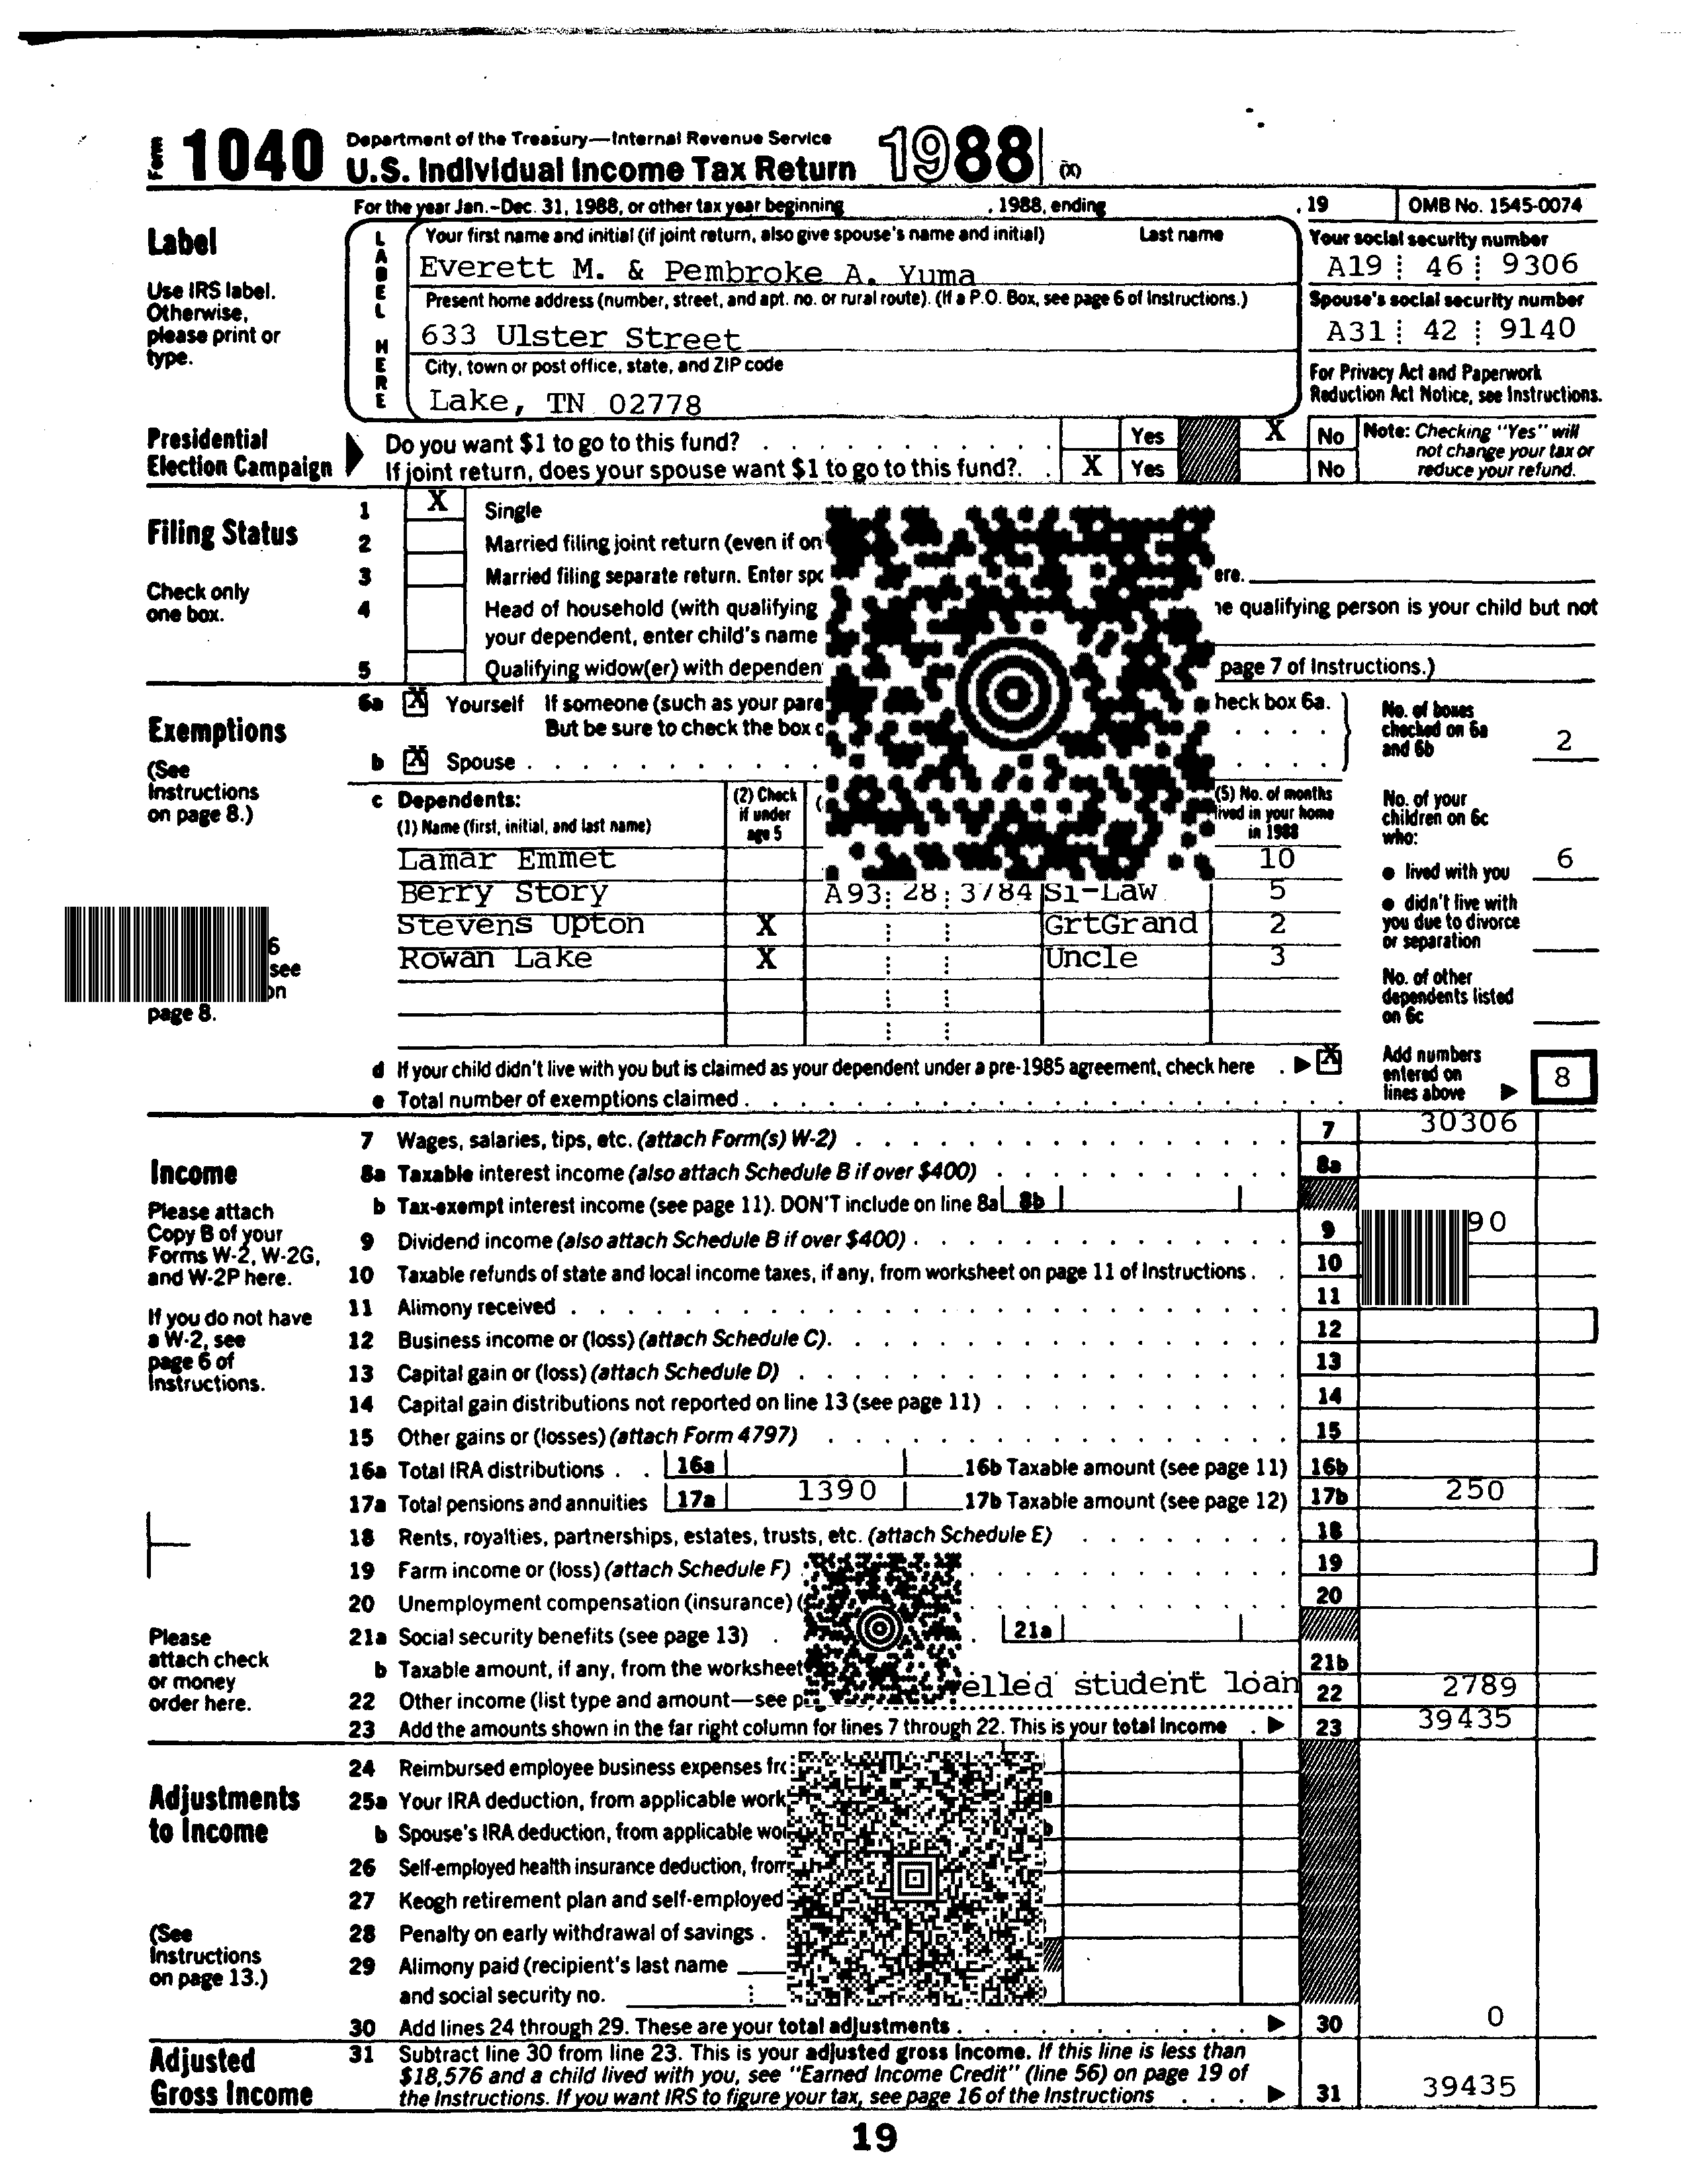 Form 1040 Department of the Treasury—Internal Revenue Service
U.S. Individual Income Tax Return 1988 (X)
For the year Jan.–Dec. 31, 1988, or other tax year beginning , 1988, ending , 19 OMB No. 1545-0074
Label
Use IRS label.
Otherwise,
please print or
type.
LABEL HERE
Your first name and initial (if joint return, also give spouse's name and initial) Last name
Everett M. & Pembroke A. Yuma
Present home address (number, street, and apt. no. or rural route). (If a P.O. Box, see page 6 of Instructions.)
633 Ulster Street
City, town or post office, state, and ZIP code
Lake, TN 02778
Your social security number
A19 46 9306
Spouse's social security number
A31 42 9140
For Privacy Act and Paperwork
Reduction Act Notice, see Instructions.
Presidential
Election Campaign
Do you want $1 to go to this fund? Yes X No
If joint return, does your spouse want $1 to go to this fund? X Yes No
Note: Checking "Yes" will
not change your tax or
reduce your refund.
Filing Status
Check only
one box.
1 X Single
2 Married filing joint return (even if
3 Married filing separate return. Enter
4 Head of household (with qualifying qualifying person is your child but not
your dependent, enter child's name
5 Qualifying widow(er) with page 7 of Instructions.)
Exemptions
(See
Instructions
on page 8.)
6a X Yourself If someone (such as your box 6a.
But be sure to check the box
b X Spouse
No. of boxes
checked on 6a
and 6b 2
c Dependents:
(1) Name (first, initial, and last name)
(2) Check
if under
age 5
(5) No. of months
lived in your home
in 1988
Lamar Emmet 10
Berry Story A93 28 3784 Si-Law 5
Stevens Upton X GrtGrand 2
Rowan Lake X Uncle 3
6
see
page 8.
No. of your
children on 6c
who:
● lived with you 6
● didn't live with
you due to divorce
or separation
No. of other
dependents listed
on 6c
d If your child didn't live with you but is claimed as your dependent under a pre-1985 agreement, check here ▶ X
e Total number of exemptions claimed
Add numbers
entered on
lines above ▶ 8
Income
Please attach
Copy B of your
Forms W-2, W-2G,
and W-2P here.
If you do not have
a W-2, see
page 6 of
Instructions.
7 Wages, salaries, tips, etc. (attach Form(s) W-2) 7 30306
8a Taxable interest income (also attach Schedule B if over $400) 8a
b Tax-exempt interest income (see page 11). DON'T include on line 8a 8b
9 Dividend income (also attach Schedule B if over $400) 9 90
10 Taxable refunds of state and local income taxes, if any, from worksheet on page 11 of Instructions 10
11 Alimony received 11
12 Business income or (loss) (attach Schedule C) 12
13 Capital gain or (loss) (attach Schedule D) 13
14 Capital gain distributions not reported on line 13 (see page 11) 14
15 Other gains or (losses) (attach Form 4797) 15
16a Total IRA distributions 16a 16b Taxable amount (see page 11) 16b
17a Total pensions and annuities 17a 1390 17b Taxable amount (see page 12) 17b 250
18 Rents, royalties, partnerships, estates, trusts, etc. (attach Schedule E) 18
19 Farm income or (loss) (attach Schedule F) 19
20 Unemployment compensation (insurance) 20
Please
attach check
or money
order here.
21a Social security benefits (see page 13) 21a
b Taxable amount, if any, from the worksheet 21b
22 Other income (list type and amount—see elled student loan 22 2789
23 Add the amounts shown in the far right column for lines 7 through 22. This is your total income ▶ 23 39435
Adjustments
to Income
(See
Instructions
on page 13.)
24 Reimbursed employee business expenses
25a Your IRA deduction, from applicable
b Spouse's IRA deduction, from applicable
26 Self-employed health insurance deduction, from
27 Keogh retirement plan and self-employed
28 Penalty on early withdrawal of savings
29 Alimony paid (recipient's last name
and social security no.
30 Add lines 24 through 29. These are your total adjustments ▶ 30 0
Adjusted
Gross Income
31 Subtract line 30 from line 23. This is your adjusted gross income. If this line is less than
$18,576 and a child lived with you, see "Earned Income Credit" (line 56) on page 19 of
the Instructions. If you want IRS to figure your tax, see page 16 of the Instructions ▶ 31 39435
19